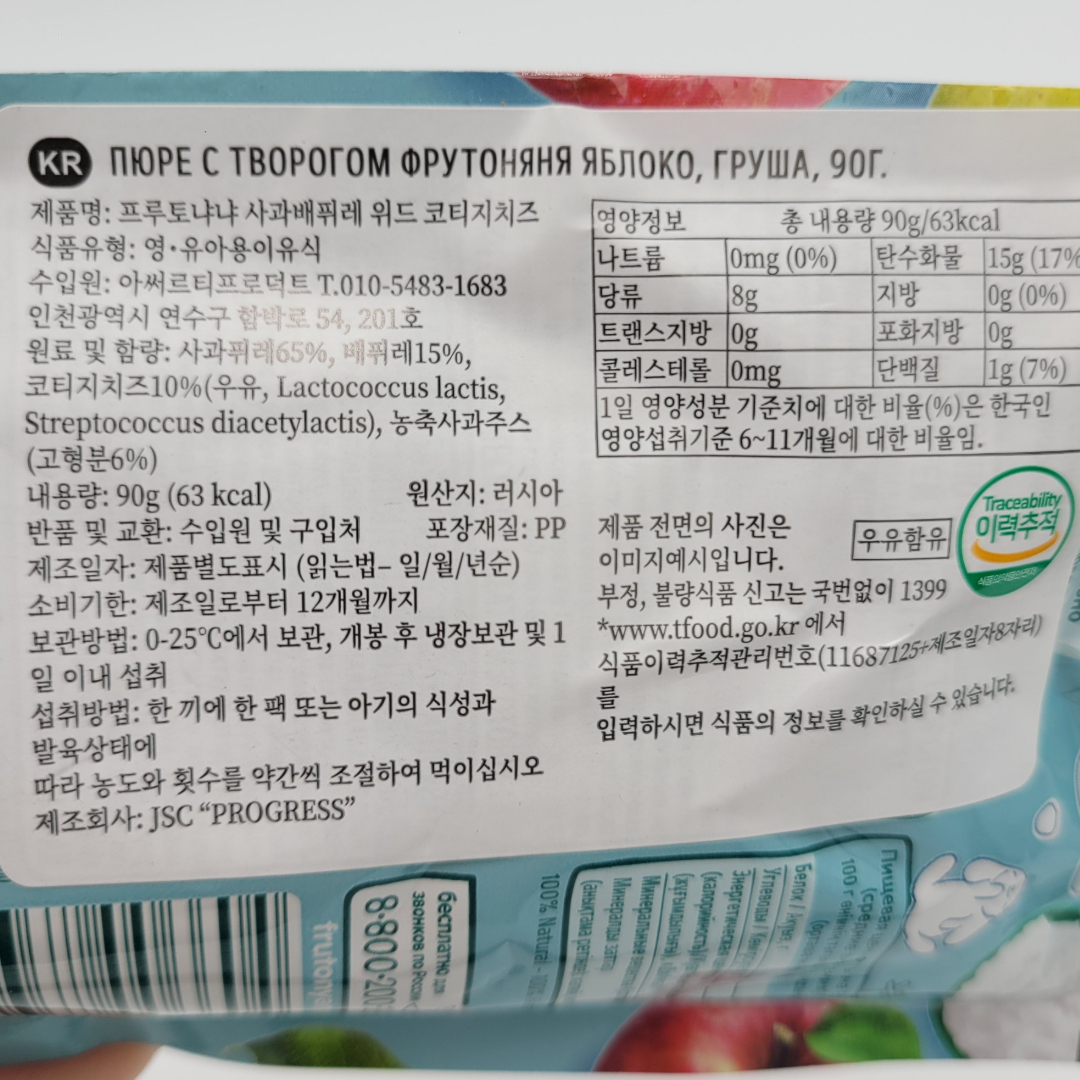 KR ПЮРЕ С ТВОРОГОМ ФРУТОНЯНЯ ЯБЛОКО, ГРУША, 90Г.
제품명: 프루토냐냐 사과배퓌레 위드 코티지치즈
식품유형: 영·유아용이유식
수입원: 아써르티프로덕트 T.010-5483-1683
인천광역시 연수구 함박로 54, 201호
원료 및 함량: 사과퓌레65%, 배퓌레15%,
코티지치즈10%(우유, Lactococcus lactis,
Streptococcus diacetylactis), 농축사과주스
(고형분6%)
내용량: 90g (63 kcal) 원산지: 러시아
반품 및 교환: 수입원 및 구입처 포장재질: PP
제조일자: 제품별도표시 (읽는법– 일/월/년순)
소비기한: 제조일로부터 12개월까지
보관방법: 0-25℃에서 보관, 개봉 후 냉장보관 및 1
일 이내 섭취
섭취방법: 한 끼에 한 팩 또는 아기의 식성과
발육상태에
따라 농도와 횟수를 약간씩 조절하여 먹이십시오
제조회사: JSC “PROGRESS”
영양정보 총 내용량 90g/63kcal
나트륨 0mg (0%) 탄수화물 15g (17%
당류 8g 지방 0g (0%)
트랜스지방 0g 포화지방 0g
콜레스테롤 0mg 단백질 1g (7%)
1일 영양성분 기준치에 대한 비율(%)은 한국인
영양섭취기준 6~11개월에 대한 비율임.
제품 전면의 사진은
이미지예시입니다.
우유함유
Traceability
이력추적
부정, 불량식품 신고는 국번없이 1399
*www.tfood.go.kr 에서
식품이력추적관리번호(11687125+제조일자8자리)
를
입력하시면 식품의 정보를 확인하실 수 있습니다.
frutonya
бесплатно для
звонков по России
8-800-200
100% Natural
Минеральные
Минералды заттар
Энергетическая
Углеводы /
Белок /
Пищевая
100 г